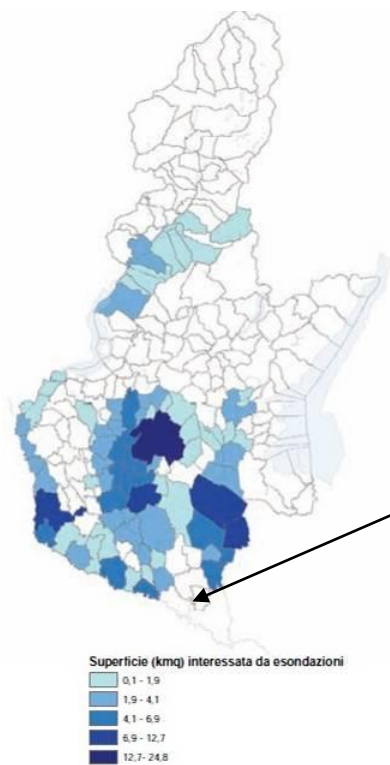 Superficie (kmq) interessata da esondazioni
0,1 - 1,9
1,9 - 4,1
4,1 - 6,9
6,9 - 12,7
12,7 - 24,8